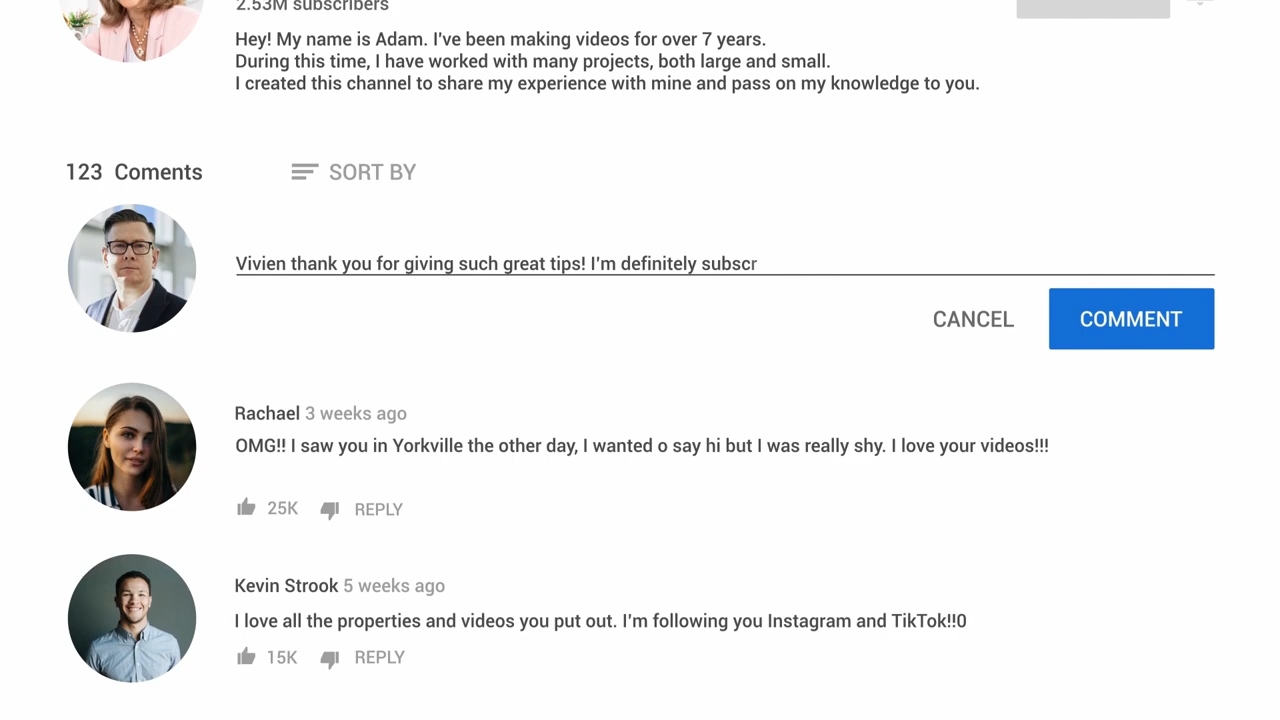 2.53M subscribers
Hey! My name is Adam. I've been making videos for over 7 years.
During this time, I have worked with many projects, both large and small.
I created this channel to share my experience with mine and pass on my knowledge to you.
123 Coments
SORT BY
Vivien thank you for giving such great tips! I'm definitely subscr
CANCEL
COMMENT
Rachael 3 weeks ago
OMG!! I saw you in Yorkville the other day, I wanted o say hi but I was really shy. I love your videos!!!
25K REPLY
Kevin Strook 5 weeks ago
I love all the properties and videos you put out. I'm following you Instagram and TikTok!!0
15K REPLY